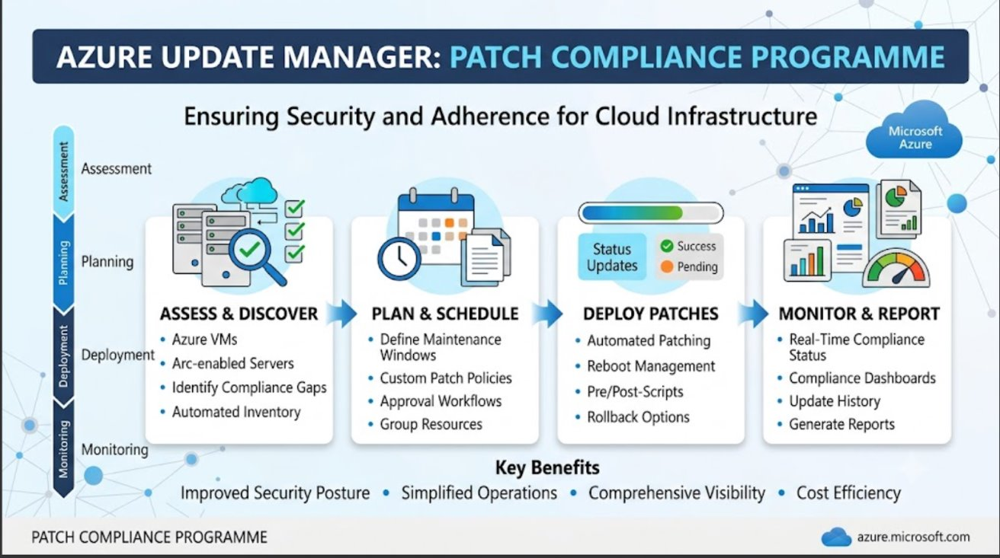 AZURE UPDATE MANAGER: PATCH COMPLIANCE PROGRAMME
Ensuring Security and Adherence for Cloud Infrastructure
Microsoft
Azure
Assessment
Assessment
Planning
Planning
Deployment
Deployment
Monitoring
Monitoring
ASSESS & DISCOVER
• Azure VMs
• Arc-enabled Servers
• Identify Compliance Gaps
• Automated Inventory
PLAN & SCHEDULE
• Define Maintenance
Windows
• Custom Patch Policies
• Approval Workflows
• Group Resources
Status
Updates
Success
Pending
DEPLOY PATCHES
• Automated Patching
• Reboot Management
• Pre/Post-Scripts
• Rollback Options
MONITOR & REPORT
• Real-Time Compliance
Status
• Compliance Dashboards
• Update History
• Generate Reports
Key Benefits
Improved Security Posture • Simplified Operations • Comprehensive Visibility • Cost Efficiency
PATCH COMPLIANCE PROGRAMME
azure.microsoft.com